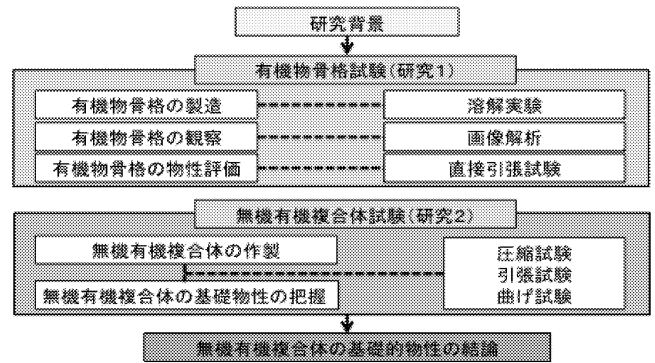 研究背景
有機物骨格試験(研究1)
有機物骨格の製造
溶解実験
有機物骨格の観察
画像解析
有機物骨格の物性評価
直接引張試験
無機有機複合体試験(研究2)
無機有機複合体の作製
圧縮試験
引張試験
曲げ試験
無機有機複合体の基礎物性の把握
無機有機複合体の基礎的物性の結論